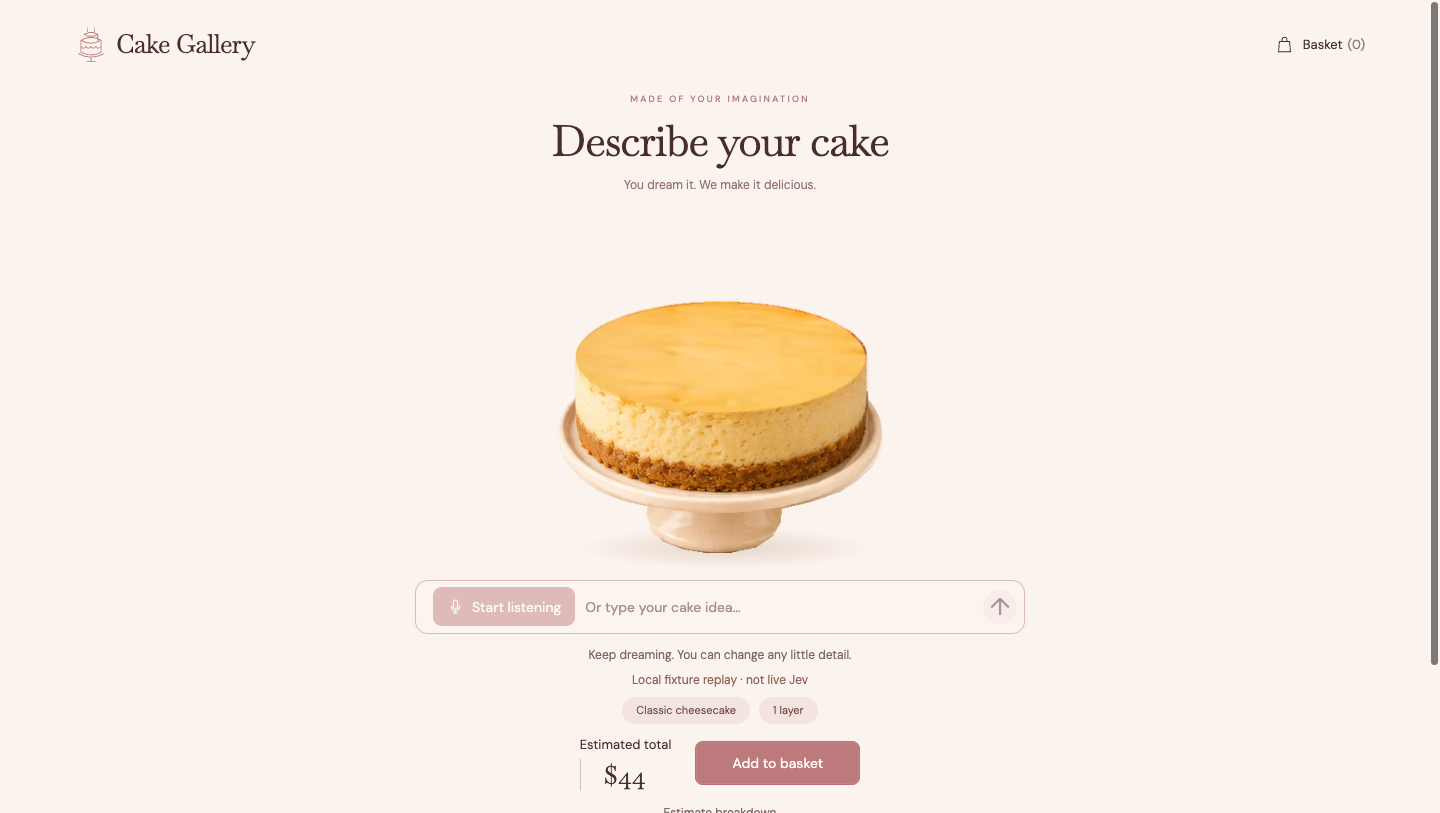 Cake Gallery
Basket (0)
MADE OF YOUR IMAGINATION
Describe your cake
You dream it. We make it delicious.
Start listening
Or type your cake idea...
Keep dreaming. You can change any little detail.
Local fixture replay · not live Jev
Classic cheesecake
1 layer
Estimated total
$44
Add to basket
Estimate breakdown